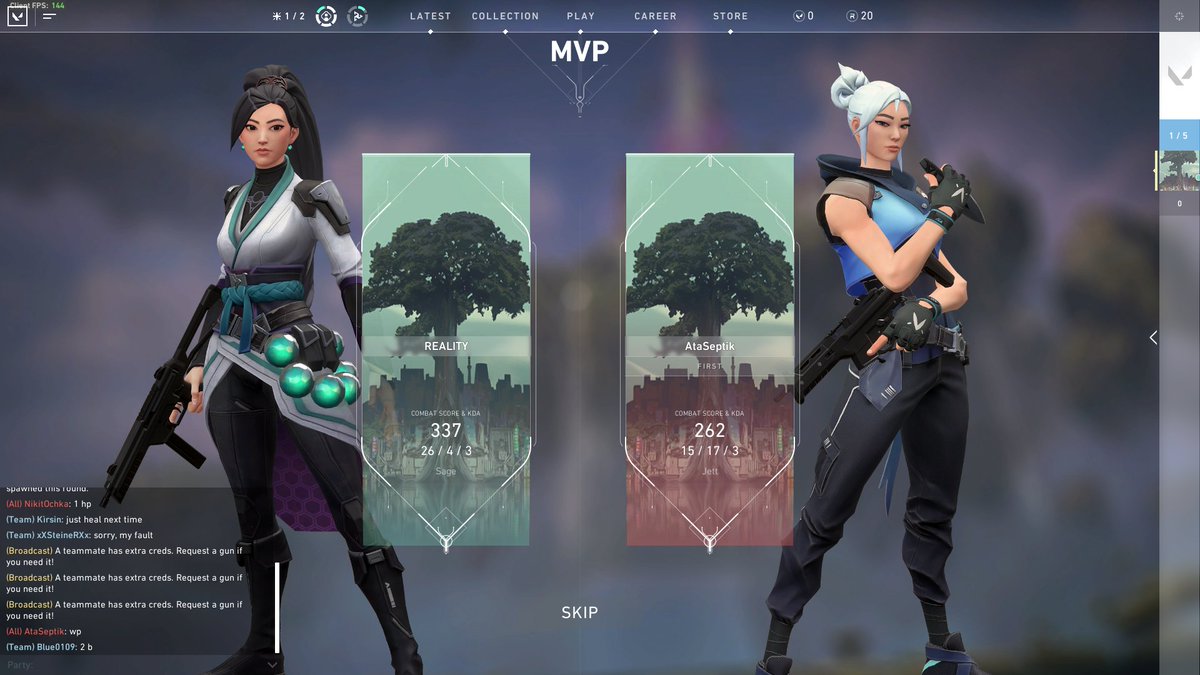 Client FPS: 144
1 / 2
LATEST
COLLECTION
PLAY
CAREER
STORE
0
20
MVP
1 / 5
0
REALITY
COMBAT SCORE & KDA
337
26 / 4 / 3
Sage
AtaSeptik
FIRST
COMBAT SCORE & KDA
262
15 / 17 / 3
Jett
spawned this round.
(All) NikitOchka: 1 hp
(Team) Kirsin: just heal next time
(Team) xXSteineRXx: sorry, my fault
(Broadcast) A teammate has extra creds. Request a gun if
you need it!
(Broadcast) A teammate has extra creds. Request a gun if
you need it!
(Broadcast) A teammate has extra creds. Request a gun if
you need it!
(All) AtaSeptik: wp
(Team) Blue0109: 2 b
Party:
SKIP